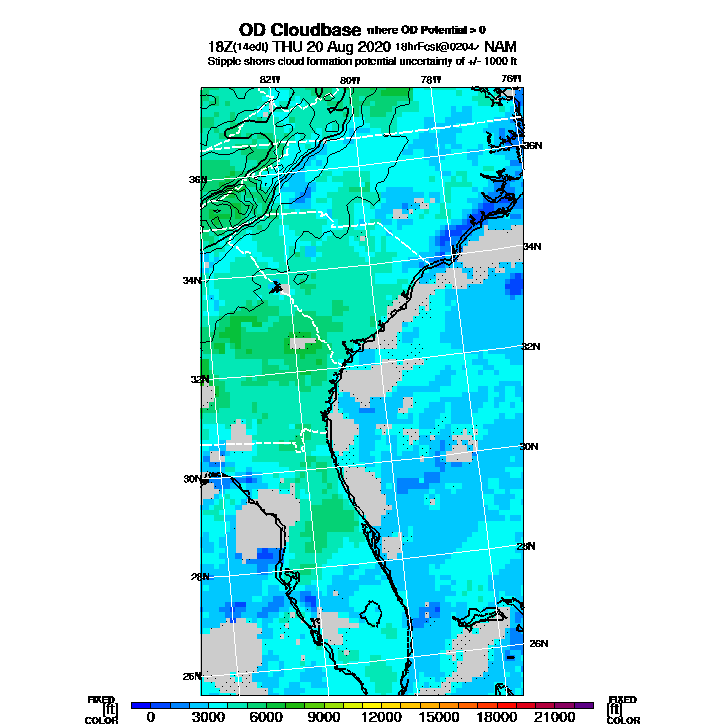 OD Cloudbase where OD Potential > 0
18Z(14edt) THU 20 Aug 2020 18hrFcst@0204z NAM
Stipple shows cloud formation potential uncertainty of +/- 1000 ft
82W 80W 78W 76W
36N
36N
34N
34N
32N
32N
30N
30N
28N
28N
26N
26N
FIXED [ft] COLOR
0 3000 6000 9000 12000 15000 18000 21000
FIXED [ft] COLOR